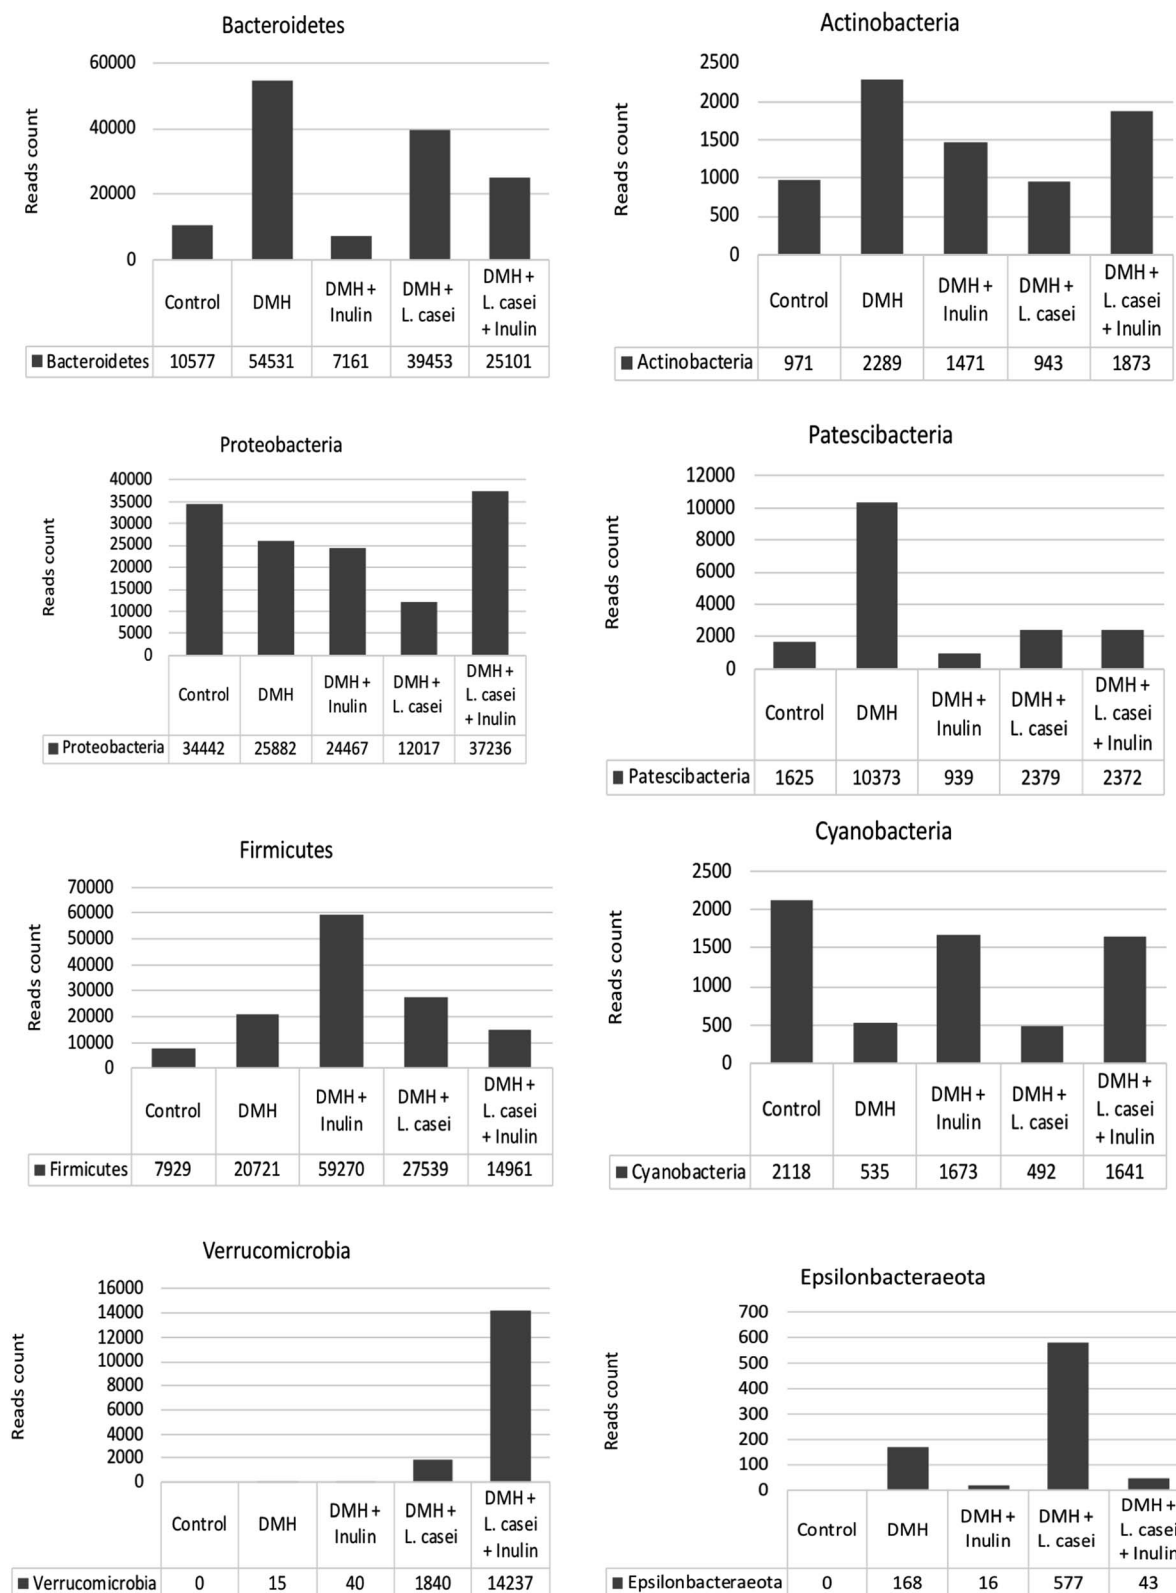 Bacteroidetes
Reads count
60000
40000
20000
0
Control DMH DMH + Inulin DMH + L. casei DMH + L. casei + Inulin
Bacteroidetes 10577 54531 7161 39453 25101
Actinobacteria
Reads count
2500
2000
1500
1000
500
0
Control DMH DMH + Inulin DMH + L. casei DMH + L. casei + Inulin
Actinobacteria 971 2289 1471 943 1873
Proteobacteria
Reads count
40000
35000
30000
25000
20000
15000
10000
5000
0
Control DMH DMH + Inulin DMH + L. casei DMH + L. casei + Inulin
Proteobacteria 34442 25882 24467 12017 37236
Patescibacteria
Reads count
12000
10000
8000
6000
4000
2000
0
Control DMH DMH + Inulin DMH + L. casei DMH + L. casei + Inulin
Patescibacteria 1625 10373 939 2379 2372
Firmicutes
Reads count
70000
60000
50000
40000
30000
20000
10000
0
Control DMH DMH + Inulin DMH + L. casei DMH + L. casei + Inulin
Firmicutes 7929 20721 59270 27539 14961
Cyanobacteria
Reads count
2500
2000
1500
1000
500
0
Control DMH DMH + Inulin DMH + L. casei DMH + L. casei + Inulin
Cyanobacteria 2118 535 1673 492 1641
Verrucomicrobia
Reads count
16000
14000
12000
10000
8000
6000
4000
2000
0
Control DMH DMH + Inulin DMH + L. casei DMH + L. casei + Inulin
Verrucomicrobia 0 15 40 1840 14237
Epsilonbacteraeota
Reads count
700
600
500
400
300
200
100
0
Control DMH DMH + Inulin DMH + L. casei DMH + L. casei + Inulin
Epsilonbacteraeota 0 168 16 577 43